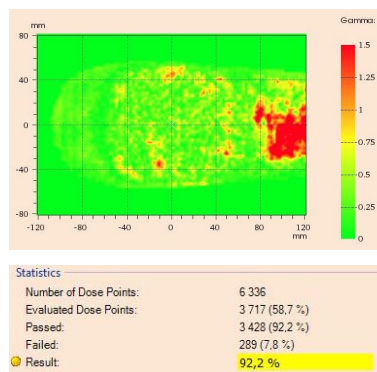 mm
Gamma:
80
40
0
-40
-80
-120
-80
-40
0
40
80
120
mm
1.5
1.25
1
0.75
0.5
0.25
0
Statistics
Number of Dose Points: 6 336
Evaluated Dose Points: 3 717 (58,7 %)
Passed: 3 428 (92,2 %)
Failed: 289 (7,8 %)
Result: 92,2 %